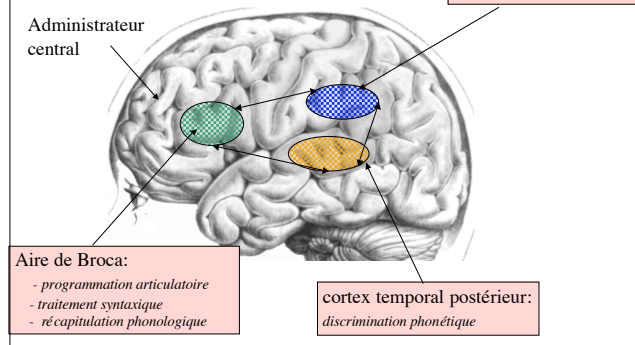 Administrateur
central
Aire de Broca:
- programmation articulatoire
- traitement syntaxique
- récapitulation phonologique
cortex temporal postérieur:
discrimination phonétique